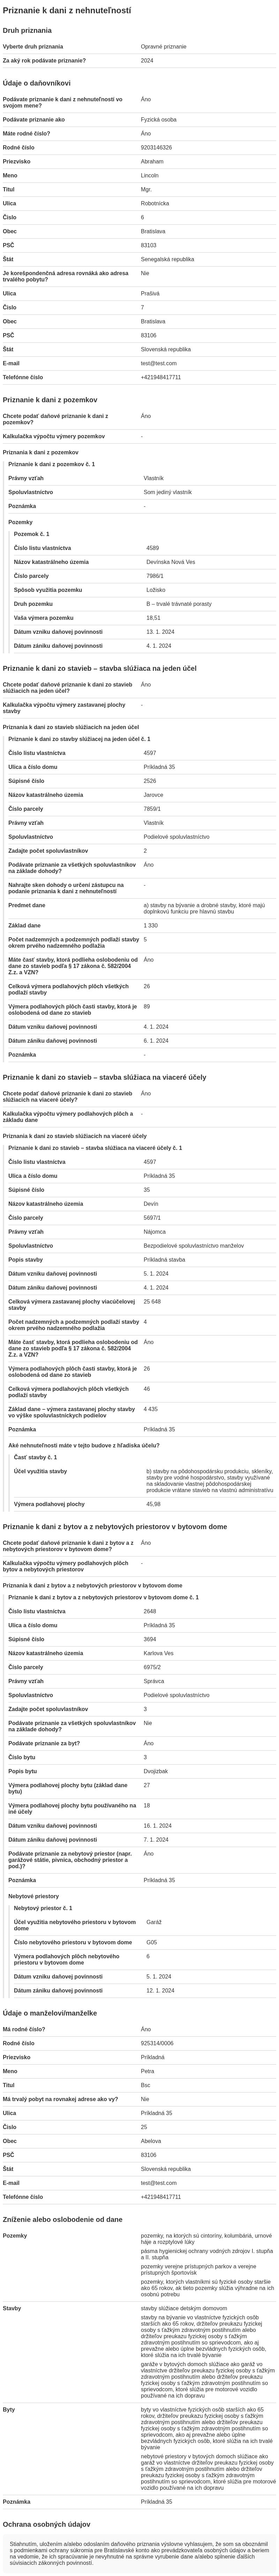 Priznanie k dani z nehnuteľností
Druh priznania
Vyberte druh priznania Opravné priznanie
Za aký rok podávate priznanie? 2024
Údaje o daňovníkovi
Podávate priznanie k dani z nehnuteľností vo Áno
svojom mene?
Podávate priznanie ako Fyzická osoba
Máte rodné číslo? Áno
Rodné číslo 9203146326
Priezvisko Abraham
Meno Lincoln
Titul Mgr.
Ulica Robotnícka
Číslo 6
Obec Bratislava
PSČ 83103
Štát Senegalská republika
Je korešpondenčná adresa rovnáká ako adresa Nie
trvalého pobytu?
Ulica Prašivá
Číslo 7
Obec Bratislava
PSČ 83106
Štát Slovenská republika
E-mail test@test.com
Telefónne číslo +421948417711
Priznanie k dani z pozemkov
Chcete podať daňové priznanie k dani z Áno
pozemkov?
Kalkulačka výpočtu výmery pozemkov -
Priznania k dani z pozemkov
Priznanie k dani z pozemkov č. 1
Právny vzťah Vlastník
Spoluvlastníctvo Som jediný vlastník
Poznámka -
Pozemky
Pozemok č. 1
Číslo listu vlastníctva 4589
Názov katastrálneho územia Devínska Nová Ves
Číslo parcely 7986/1
Spôsob využitia pozemku Ložisko
Druh pozemku B – trvalé trávnaté porasty
Vaša výmera pozemku 18,51
Dátum vzniku daňovej povinnosti 13. 1. 2024
Dátum zániku daňovej povinnosti 4. 1. 2024
Priznanie k dani zo stavieb – stavba slúžiaca na jeden účel
Chcete podať daňové priznanie k dani zo stavieb Áno
slúžiacich na jeden účel?
Kalkulačka výpočtu výmery zastavanej plochy -
stavby
Priznania k dani zo stavieb slúžiacich na jeden účel
Priznanie k dani zo stavby slúžiacej na jeden účel č. 1
Číslo listu vlastníctva 4597
Ulica a číslo domu Príkladná 35
Súpisné číslo 2526
Názov katastrálneho územia Jarovce
Číslo parcely 7859/1
Právny vzťah Vlastník
Spoluvlastníctvo Podielové spoluvlastníctvo
Zadajte počet spoluvlastníkov 2
Podávate priznanie za všetkých spoluvlastníkov Áno
na základe dohody?
Nahrajte sken dohody o určení zástupcu na -
podanie priznania k dani z nehnuteľností
Predmet dane a) stavby na bývanie a drobné stavby, ktoré majú
doplnkovú funkciu pre hlavnú stavbu
Základ dane 1 330
Počet nadzemných a podzemných podlaží stavby 5
okrem prvého nadzemného podlažia
Máte časť stavby, ktorá podlieha oslobodeniu od Áno
dane zo stavieb podľa § 17 zákona č. 582/2004
Z.z. a VZN?
Celková výmera podlahových plôch všetkých 26
podlaží stavby
Výmera podlahových plôch časti stavby, ktorá je 89
oslobodená od dane zo stavieb
Dátum vzniku daňovej povinnosti 4. 1. 2024
Dátum zániku daňovej povinnosti 6. 1. 2024
Poznámka -
Priznanie k dani zo stavieb – stavba slúžiaca na viaceré účely
Chcete podať daňové priznanie k dani zo stavieb Áno
slúžiacich na viaceré účely?
Kalkulačka výpočtu výmery podlahových plôch a -
základu dane
Priznania k dani zo stavieb slúžiacich na viaceré účely
Priznanie k dani zo stavieb – stavba slúžiaca na viaceré účely č. 1
Číslo listu vlastníctva 4597
Ulica a číslo domu Príkladná 35
Súpisné číslo 35
Názov katastrálneho územia Devín
Číslo parcely 5697/1
Právny vzťah Nájomca
Spoluvlastníctvo Bezpodielové spoluvlastníctvo manželov
Popis stavby Príkladná stavba
Dátum vzniku daňovej povinnosti 5. 1. 2024
Dátum zániku daňovej povinnosti 4. 1. 2024
Celková výmera zastavanej plochy viacúčelovej 25 648
stavby
Počet nadzemných a podzemných podlaží stavby 4
okrem prvého nadzemného podlažia
Máte časť stavby, ktorá podlieha oslobodeniu od Áno
dane zo stavieb podľa § 17 zákona č. 582/2004
Z.z. a VZN?
Výmera podlahových plôch časti stavby, ktorá je 26
oslobodená od dane zo stavieb
Celková výmera podlahových plôch všetkých 46
podlaží stavby
Základ dane – výmera zastavanej plochy stavby 4 435
vo výške spoluvlastníckych podielov
Poznámka Príkladná 35
Aké nehnuteľnosti máte v tejto budove z hľadiska účelu?
Časť stavby č. 1
Účel využitia stavby b) stavby na pôdohospodársku produkciu, skleníky,
stavby pre vodné hospodárstvo, stavby využívané
na skladovanie vlastnej pôdohospodárskej
produkcie vrátane stavieb na vlastnú administratívu
Výmera podlahovej plochy 45,98
Priznanie k dani z bytov a z nebytových priestorov v bytovom dome
Chcete podať daňové priznanie k dani z bytov a z Áno
nebytových priestorov v bytovom dome?
Kalkulačka výpočtu výmery podlahových plôch -
bytov a nebytových priestorov
Priznania k dani z bytov a z nebytových priestorov v bytovom dome
Priznanie k dani z bytov a z nebytových priestorov v bytovom dome č. 1
Číslo listu vlastníctva 2648
Ulica a číslo domu Príkladná 35
Súpisné číslo 3694
Názov katastrálneho územia Karlova Ves
Číslo parcely 6975/2
Právny vzťah Správca
Spoluvlastníctvo Podielové spoluvlastníctvo
Zadajte počet spoluvlastníkov 3
Podávate priznanie za všetkých spoluvlastníkov Nie
na základe dohody?
Podávate priznanie za byt? Áno
Číslo bytu 3
Popis bytu Dvojizbak
Výmera podlahovej plochy bytu (základ dane 27
bytu)
Výmera podlahovej plochy bytu používaného na 18
iné účely
Dátum vzniku daňovej povinnosti 16. 1. 2024
Dátum zániku daňovej povinnosti 7. 1. 2024
Podávate priznanie za nebytový priestor (napr. Áno
garážové státie, pivnica, obchodný priestor a
pod.)?
Poznámka Príkladná 35
Nebytové priestory
Nebytový priestor č. 1
Účel využitia nebytového priestoru v bytovom Garáž
dome
Číslo nebytového priestoru v bytovom dome G05
Výmera podlahových plôch nebytového 6
priestoru v bytovom dome
Dátum vzniku daňovej povinnosti 5. 1. 2024
Dátum zániku daňovej povinnosti 12. 1. 2024
Údaje o manželovi/manželke
Má rodné číslo? Áno
Rodné číslo 925314/0006
Priezvisko Príkladná
Meno Petra
Titul Bsc
Má trvalý pobyt na rovnakej adrese ako vy? Nie
Ulica Príkladná 35
Číslo 25
Obec Abelova
PSČ 83106
Štát Slovenská republika
E-mail test@test.com
Telefónne číslo +421948417711
Zníženie alebo oslobodenie od dane
Pozemky pozemky, na ktorých sú cintoríny, kolumbáriá, urnové
háje a rozptylové lúky
pásma hygienickej ochrany vodných zdrojov I. stupňa
a II. stupňa
pozemky verejne prístupných parkov a verejne
prístupných športovísk
pozemky, ktorých vlastníkmi sú fyzické osoby staršie
ako 65 rokov, ak tieto pozemky slúžia výhradne na ich
osobnú potrebu
Stavby stavby slúžiace detským domovom
stavby na bývanie vo vlastníctve fyzických osôb
starších ako 65 rokov, držiteľov preukazu fyzickej
osoby s ťažkým zdravotným postihnutím alebo
držiteľov preukazu fyzickej osoby s ťažkým
zdravotným postihnutím so sprievodcom, ako aj
prevažne alebo úplne bezvládnych fyzických osôb,
ktoré slúžia na ich trvalé bývanie
garáže v bytových domoch slúžiace ako garáž vo
vlastníctve držiteľov preukazu fyzickej osoby s ťažkým
zdravotným postihnutím alebo držiteľov preukazu
fyzickej osoby s ťažkým zdravotným postihnutím so
sprievodcom, ktoré slúžia pre motorové vozidlo
používané na ich dopravu
Byty byty vo vlastníctve fyzických osôb starších ako 65
rokov, držiteľov preukazu fyzickej osoby s ťažkým
zdravotným postihnutím alebo držiteľov preukazu
fyzickej osoby s ťažkým zdravotným postihnutím so
sprievodcom, ako aj prevažne alebo úplne
bezvládnych fyzických osôb, ktoré slúžia na ich trvalé
bývanie
nebytové priestory v bytových domoch slúžiace ako
garáž vo vlastníctve držiteľov preukazu fyzickej osoby
s ťažkým zdravotným postihnutím alebo držiteľov
preukazu fyzickej osoby s ťažkým zdravotným
postihnutím so sprievodcom, ktoré slúžia pre motorové
vozidlo používané na ich dopravu
Poznámka Príkladná 35
Ochrana osobných údajov
Stiahnutím, uložením a/alebo odoslaním daňového priznania výslovne vyhlasujem, že som sa oboznámil
s podmienkami ochrany súkromia pre Bratislavské konto ako prevádzkovateľa osobných údajov a beriem
na vedomie, že ich spracúvanie je nevyhnutné na správne vyrubenie dane a/alebo splnenie ďalších
súvisiacich zákonných povinností.